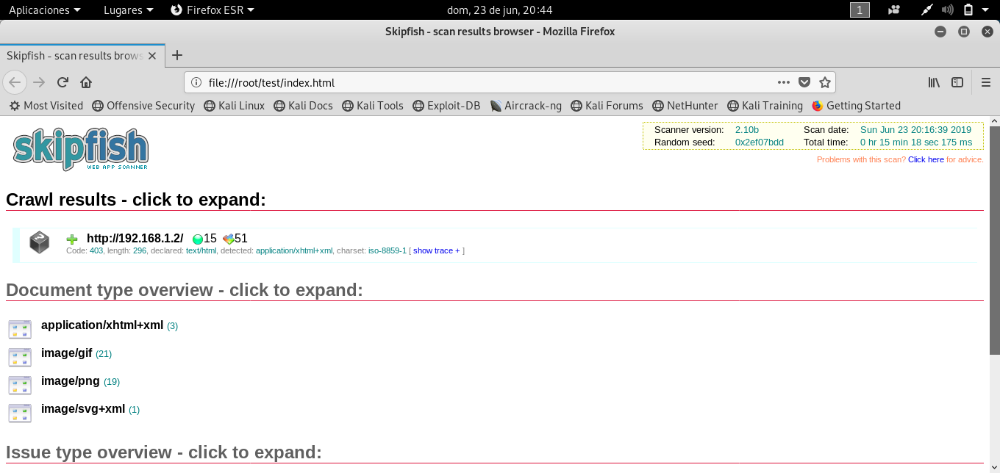 Aplicaciones Lugares Firefox ESR dom, 23 de jun, 20:44 1
Skipfish - scan results browser - Mozilla Firefox
Skipfish - scan results brows
file:///root/test/index.html
Most Visited Offensive Security Kali Linux Kali Docs Kali Tools Exploit-DB Aircrack-ng Kali Forums NetHunter Kali Training Getting Started
skipfish
WEB APP SCANNER
Scanner version: 2.10b Scan date: Sun Jun 23 20:16:39 2019
Random seed: 0x2ef07bdd Total time: 0 hr 15 min 18 sec 175 ms
Problems with this scan? Click here for advice.
Crawl results - click to expand:
http://192.168.1.2/ 15 51
Code: 403, length: 296, declared: text/html, detected: application/xhtml+xml, charset: iso-8859-1 [ show trace + ]
Document type overview - click to expand:
application/xhtml+xml (3)
image/gif (21)
image/png (19)
image/svg+xml (1)
Issue type overview - click to expand: